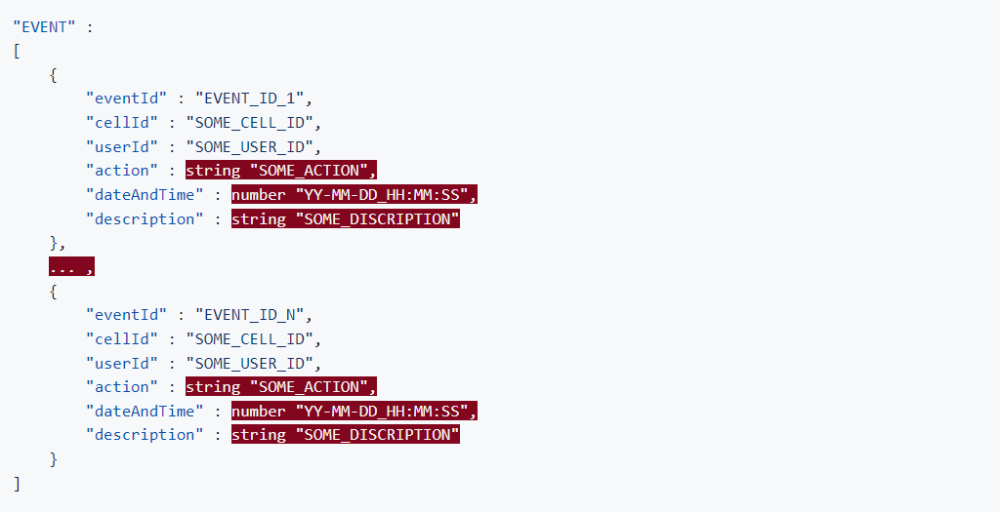 "EVENT" :
[
{
"eventId" : "EVENT_ID_1",
"cellId" : "SOME_CELL_ID",
"userId" : "SOME_USER_ID",
"action" : string "SOME_ACTION",
"dateAndTime" : number "YY-MM-DD_HH:MM:SS",
"description" : string "SOME_DISCRIPTION"
},
... ,
{
"eventId" : "EVENT_ID_N",
"cellId" : "SOME_CELL_ID",
"userId" : "SOME_USER_ID",
"action" : string "SOME_ACTION",
"dateAndTime" : number "YY-MM-DD_HH:MM:SS",
"description" : string "SOME_DISCRIPTION"
}
]